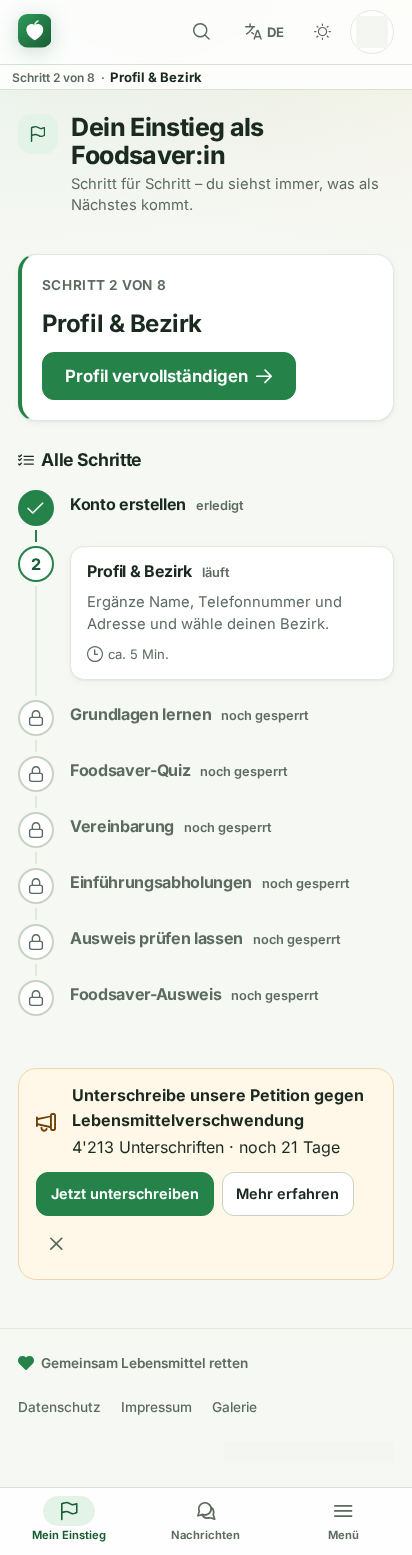 DE
Schritt 2 von 8 · Profil & Bezirk
Dein Einstieg als
Foodsaver:in
Schritt für Schritt – du siehst immer, was als
Nächstes kommt.
SCHRITT 2 VON 8
Profil & Bezirk
Profil vervollständigen
Alle Schritte
Konto erstellen erledigt
2
Profil & Bezirk läuft
Ergänze Name, Telefonnummer und
Adresse und wähle deinen Bezirk.
ca. 5 Min.
Grundlagen lernen noch gesperrt
Foodsaver-Quiz noch gesperrt
Vereinbarung noch gesperrt
Einführungsabholungen noch gesperrt
Ausweis prüfen lassen noch gesperrt
Foodsaver-Ausweis noch gesperrt
Unterschreibe unsere Petition gegen
Lebensmittelverschwendung
4'213 Unterschriften · noch 21 Tage
Jetzt unterschreiben Mehr erfahren
Gemeinsam Lebensmittel retten
Datenschutz Impressum Galerie
Mein Einstieg Nachrichten Menü